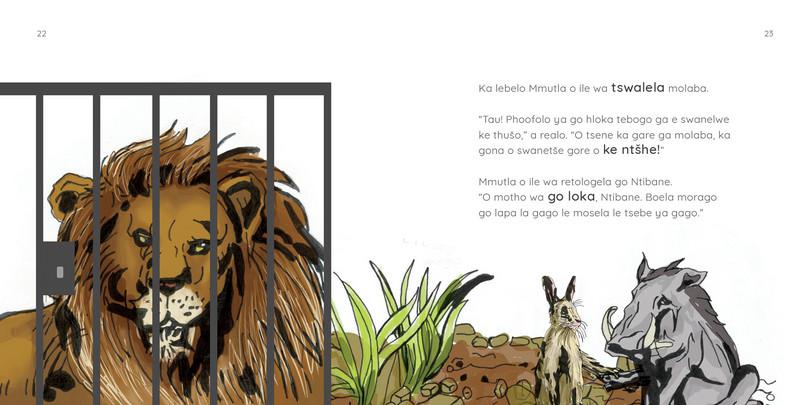 22
23
Ka lebelo Mmutla o ile wa tswalela molaba.
"Tau! Phoofolo ya go hloka tebogo ga e swanelwe
ke thušo," a realo. "O tsene ka gare ga molaba, ka
gona o swanetše gore o ke ntšhe!"
Mmutla o ile wa retologela go Ntibane.
"O motho wa go loka, Ntibane. Boela morago
go lapa la gago le mosela le tsebe ya gago."